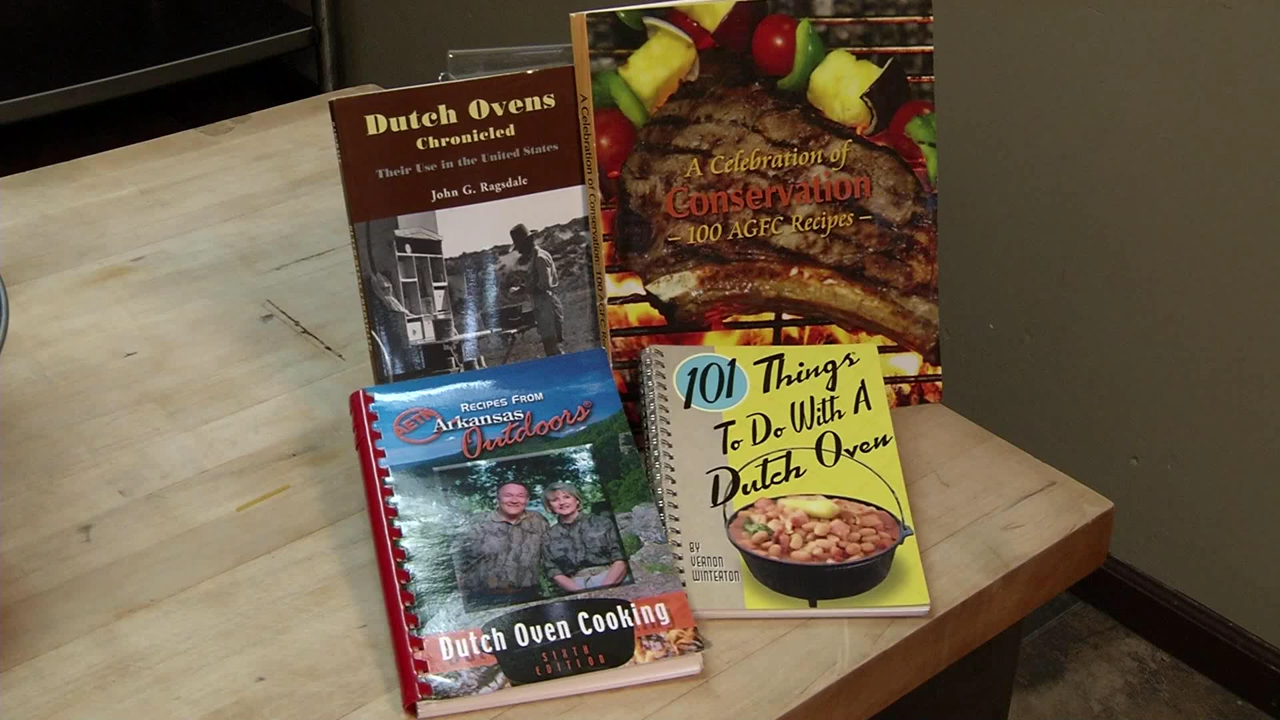 Dutch Ovens
Chronicled
Their Use in the United States
John G. Ragsdale
A Celebration of Conservation: 100 AGFC
A Celebration of
Conservation
– 100 AGFC Recipes –
AETN
RECIPES FROM
Arkansas
Outdoors®
Dutch Oven Cooking
SIXTH
EDITION
101 Things
To Do With A
Dutch Oven
BY
VERNON
WINTERTON